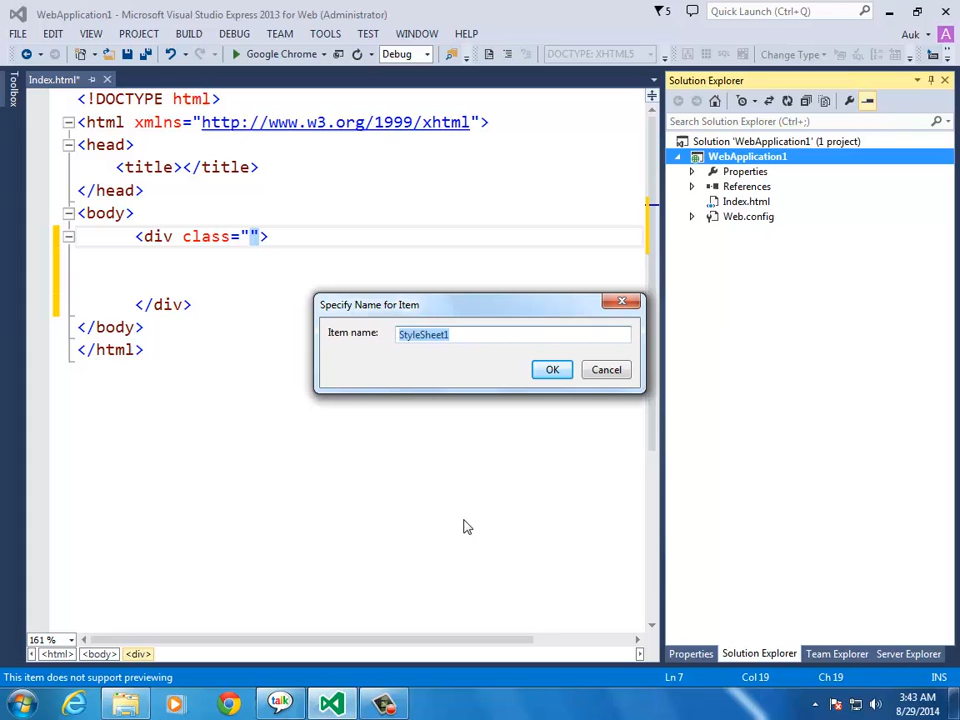 WebApplication1 - Microsoft Visual Studio Express 2013 for Web (Administrator)
5
Quick Launch (Ctrl+Q)
FILE EDIT VIEW PROJECT BUILD DEBUG TEAM TOOLS TEST WINDOW HELP
Auk
A
Google Chrome
Debug
DOCTYPE: XHTML5
Change Type
Toolbox
Index.html*
<!DOCTYPE html>
<html xmlns="http://www.w3.org/1999/xhtml">
<head>
<title></title>
</head>
<body>
<div class="">
</div>
</body>
</html>
Specify Name for Item
Item name:
StyleSheet1
OK
Cancel
Solution Explorer
Search Solution Explorer (Ctrl+;)
Solution 'WebApplication1' (1 project)
WebApplication1
Properties
References
Index.html
Web.config
161 %
<html> <body> <div>
Properties Solution Explorer Team Explorer Server Explorer
This item does not support previewing
Ln 7
Col 19
Ch 19
INS
talk
3:43 AM
8/29/2014